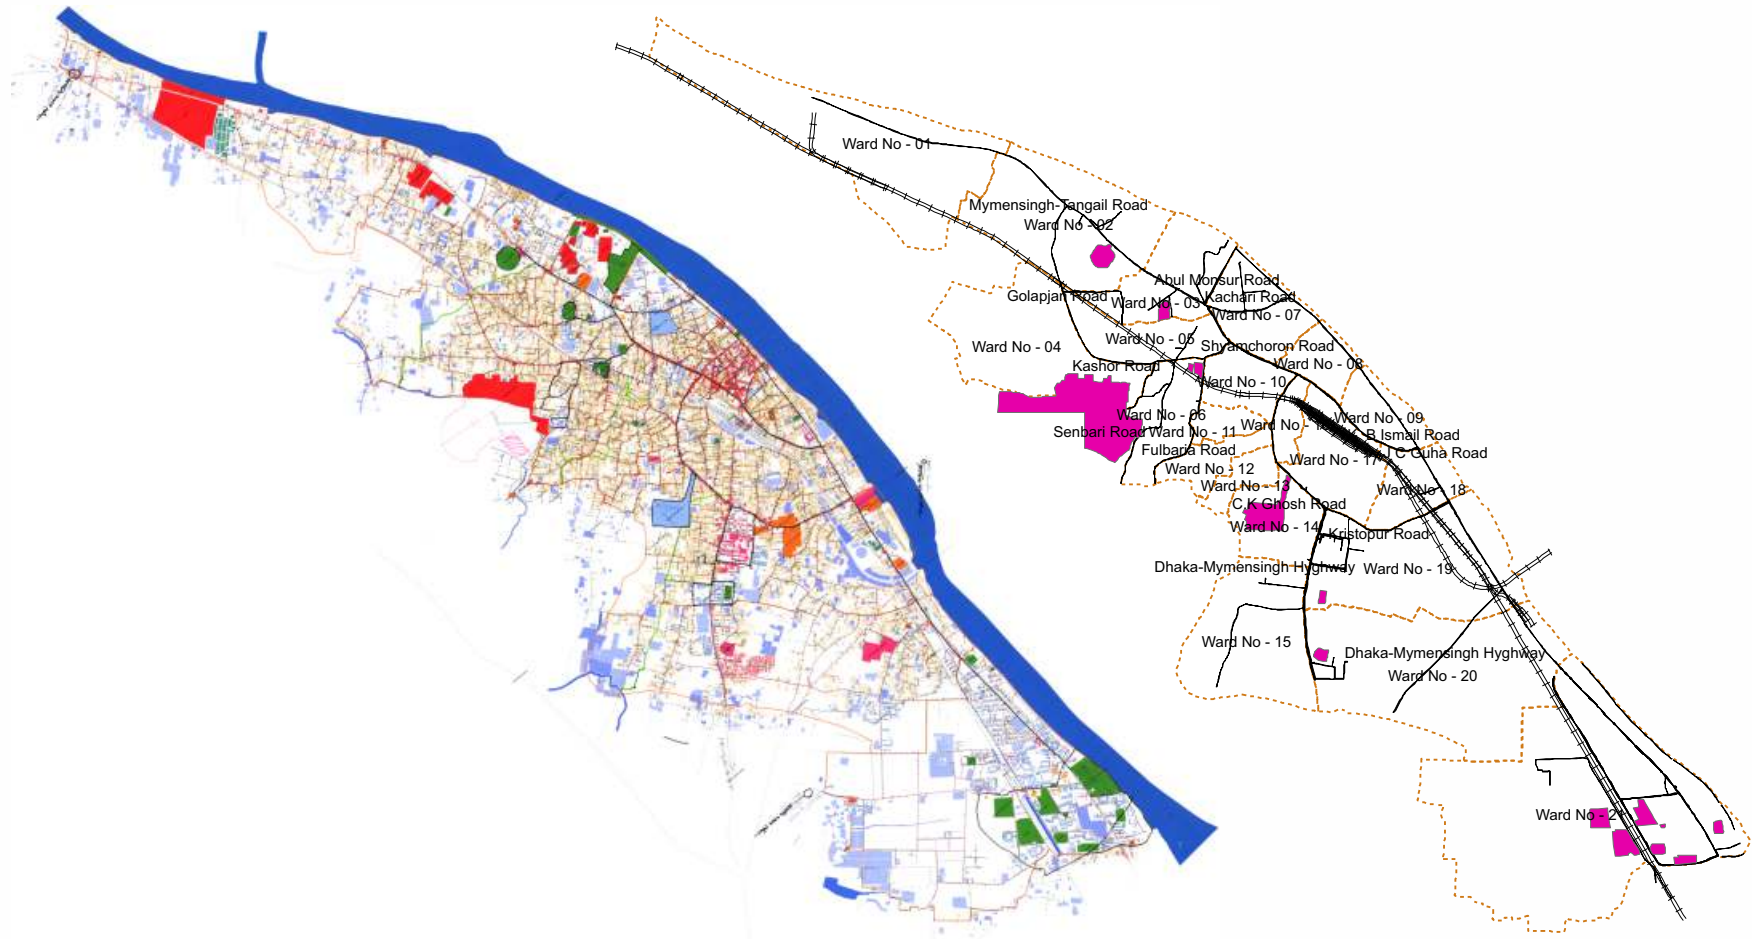 Ward No - 01
Mymensingh-Tangail Road
Ward No - 02
Abul Monsur Road
Golapjan Road
Ward No - 03
Kachari Road
Ward No - 07
Ward No - 05
Ward No - 04
Shyamchoron Road
Kashor Road
Ward No - 08
Ward No - 10
Ward No - 06
Ward No - 09
Ward No
Senbari Road
Ward No - 11
B Ismail Road
Fulbaria Road
J C Guha Road
Ward No - 17
Ward No - 12
Ward No - 13
Ward No - 18
C.K Ghosh Road
Ward No - 14
Kristopur Road
Dhaka-Mymensingh Hyghway
Ward No - 19
Ward No - 15
Dhaka-Mymensingh Hyghway
Ward No - 20
Ward No - 21